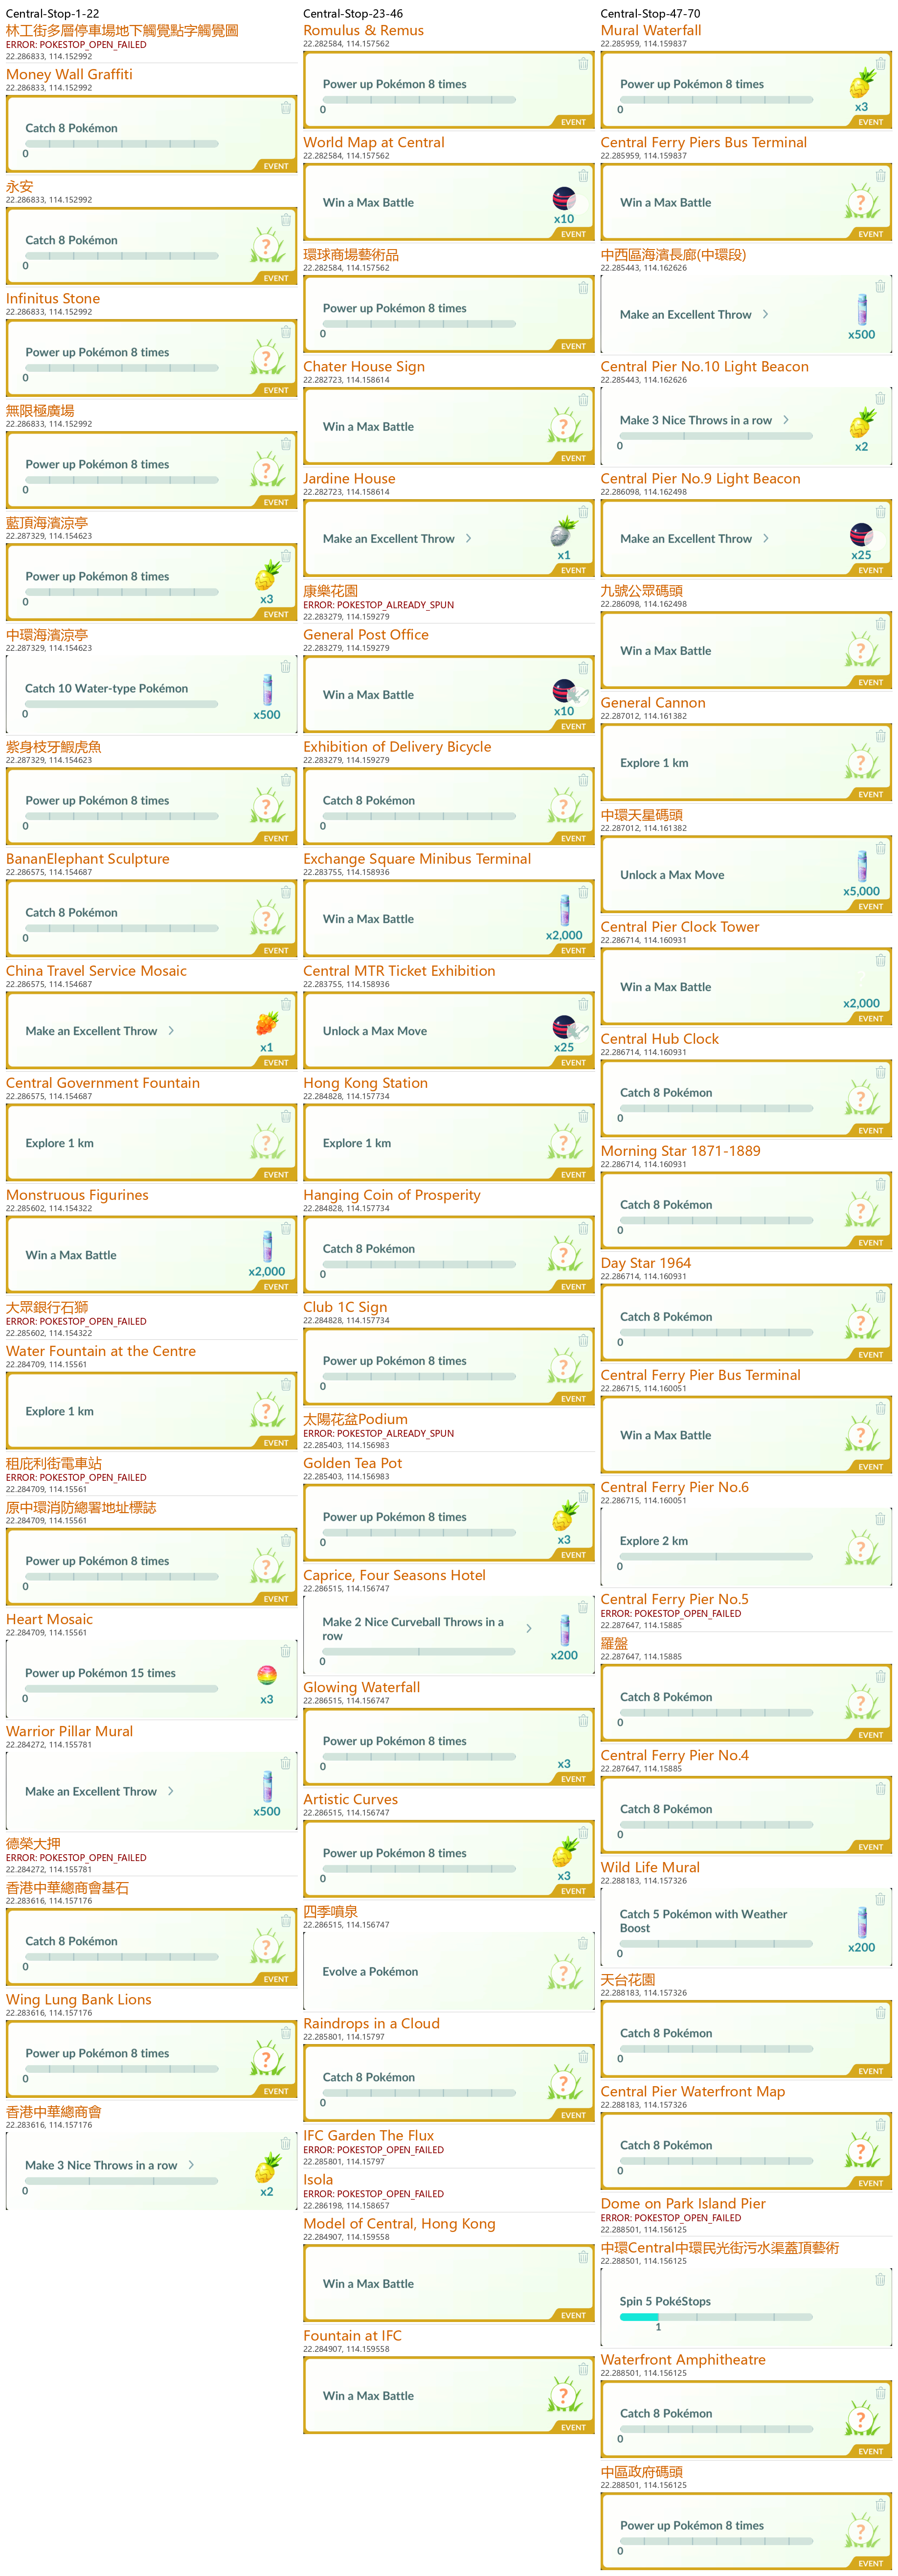 Central-Stop-1-22
林工街多層停車場地下觸覺點字觸覺圖
ERROR: POKESTOP_OPEN_FAILED
22.286833, 114.152992
Money Wall Graffiti
22.286833, 114.152992
Catch 8 Pokémon
0
EVENT
永安
22.286833, 114.152992
Catch 8 Pokémon
?
0
EVENT
Infinitus Stone
22.286833, 114.152992
Power up Pokémon 8 times
?
0
EVENT
無限極廣場
22.286833, 114.152992
Power up Pokémon 8 times
?
0
EVENT
藍頂海濱涼亭
22.287329, 114.154623
Power up Pokémon 8 times
x3
0
EVENT
中環海濱涼亭
22.287329, 114.154623
Catch 10 Water-type Pokémon
0
x500
紫身枝牙鰕虎魚
22.287329, 114.154623
Power up Pokémon 8 times
?
0
EVENT
BananElephant Sculpture
22.286575, 114.154687
Catch 8 Pokémon
?
0
EVENT
China Travel Service Mosaic
22.286575, 114.154687
Make an Excellent Throw >
x1
EVENT
Central Government Fountain
22.286575, 114.154687
Explore 1 km
?
EVENT
Monstruous Figurines
22.285602, 114.154322
Win a Max Battle
x2,000
EVENT
大眾銀行石獅
ERROR: POKESTOP_OPEN_FAILED
22.285602, 114.154322
Water Fountain at the Centre
22.284709, 114.15561
Explore 1 km
?
EVENT
租庇利街電車站
ERROR: POKESTOP_OPEN_FAILED
22.284709, 114.15561
原中環消防總署地址標誌
22.284709, 114.15561
Power up Pokémon 8 times
?
0
EVENT
Heart Mosaic
22.284709, 114.15561
Power up Pokémon 15 times
0
x3
Warrior Pillar Mural
22.284272, 114.155781
Make an Excellent Throw >
x500
德榮大押
ERROR: POKESTOP_OPEN_FAILED
22.284272, 114.155781
香港中華總商會基石
22.283616, 114.157176
Catch 8 Pokémon
?
0
EVENT
Wing Lung Bank Lions
22.283616, 114.157176
Power up Pokémon 8 times
?
0
EVENT
香港中華總商會
22.283616, 114.157176
Make 3 Nice Throws in a row >
0
x2
Central-Stop-23-46
Romulus & Remus
22.282584, 114.157562
Power up Pokémon 8 times
0
EVENT
World Map at Central
22.282584, 114.157562
Win a Max Battle
x10
EVENT
環球商場藝術品
22.282584, 114.157562
Power up Pokémon 8 times
0
EVENT
Chater House Sign
22.282723, 114.158614
Win a Max Battle
?
EVENT
Jardine House
22.282723, 114.158614
Make an Excellent Throw >
x1
EVENT
康樂花園
ERROR: POKESTOP_ALREADY_SPUN
22.283279, 114.159279
General Post Office
22.283279, 114.159279
Win a Max Battle
x10
EVENT
Exhibition of Delivery Bicycle
22.283279, 114.159279
Catch 8 Pokémon
?
0
EVENT
Exchange Square Minibus Terminal
22.283755, 114.158936
Win a Max Battle
x2,000
EVENT
Central MTR Ticket Exhibition
22.283755, 114.158936
Unlock a Max Move
x25
EVENT
Hong Kong Station
22.284828, 114.157734
Explore 1 km
?
EVENT
Hanging Coin of Prosperity
22.284828, 114.157734
Catch 8 Pokémon
?
0
EVENT
Club 1C Sign
22.284828, 114.157734
Power up Pokémon 8 times
?
0
EVENT
太陽花盆Podium
ERROR: POKESTOP_ALREADY_SPUN
22.285403, 114.156983
Golden Tea Pot
22.285403, 114.156983
Power up Pokémon 8 times
x3
0
EVENT
Caprice, Four Seasons Hotel
22.286515, 114.156747
Make 2 Nice Curveball Throws in a
row >
0
x200
Glowing Waterfall
22.286515, 114.156747
Power up Pokémon 8 times
0
x3
EVENT
Artistic Curves
22.286515, 114.156747
Power up Pokémon 8 times
0
x3
EVENT
四季噴泉
22.286515, 114.156747
Evolve a Pokémon
?
Raindrops in a Cloud
22.285801, 114.15797
Catch 8 Pokémon
?
0
EVENT
IFC Garden The Flux
ERROR: POKESTOP_OPEN_FAILED
22.285801, 114.15797
Isola
ERROR: POKESTOP_OPEN_FAILED
22.286198, 114.158657
Model of Central, Hong Kong
22.284907, 114.159558
Win a Max Battle
EVENT
Fountain at IFC
22.284907, 114.159558
Win a Max Battle
?
EVENT
Central-Stop-47-70
Mural Waterfall
22.285959, 114.159837
Power up Pokémon 8 times
0
x3
EVENT
Central Ferry Piers Bus Terminal
22.285959, 114.159837
Win a Max Battle
?
EVENT
中西區海濱長廊(中環段)
22.285443, 114.162626
Make an Excellent Throw >
x500
Central Pier No.10 Light Beacon
22.285443, 114.162626
Make 3 Nice Throws in a row >
0
x2
Central Pier No.9 Light Beacon
22.286098, 114.162498
Make an Excellent Throw >
x25
EVENT
九號公眾碼頭
22.286098, 114.162498
Win a Max Battle
?
EVENT
General Cannon
22.287012, 114.161382
Explore 1 km
?
EVENT
中環天星碼頭
22.287012, 114.161382
Unlock a Max Move
x5,000
EVENT
Central Pier Clock Tower
22.286714, 114.160931
Win a Max Battle
x2,000
EVENT
Central Hub Clock
22.286714, 114.160931
Catch 8 Pokémon
?
0
EVENT
Morning Star 1871-1889
22.286714, 114.160931
Catch 8 Pokémon
?
0
EVENT
Day Star 1964
22.286714, 114.160931
Catch 8 Pokémon
?
0
EVENT
Central Ferry Pier Bus Terminal
22.286715, 114.160051
Win a Max Battle
?
EVENT
Central Ferry Pier No.6
22.286715, 114.160051
Explore 2 km
?
0
Central Ferry Pier No.5
ERROR: POKESTOP_OPEN_FAILED
22.287647, 114.15885
羅盤
22.287647, 114.15885
Catch 8 Pokémon
?
0
EVENT
Central Ferry Pier No.4
22.287647, 114.15885
Catch 8 Pokémon
0
EVENT
Wild Life Mural
22.288183, 114.157326
Catch 5 Pokémon with Weather
Boost
0
x200
天台花園
22.288183, 114.157326
Catch 8 Pokémon
0
EVENT
Central Pier Waterfront Map
22.288183, 114.157326
Catch 8 Pokémon
?
0
EVENT
Dome on Park Island Pier
ERROR: POKESTOP_OPEN_FAILED
22.288501, 114.156125
中環Central中環民光街污水渠蓋頂藝術
22.288501, 114.156125
Spin 5 PokéStops
1
Waterfront Amphitheatre
22.288501, 114.156125
Catch 8 Pokémon
?
0
EVENT
中區政府碼頭
22.288501, 114.156125
Power up Pokémon 8 times
?
0
EVENT